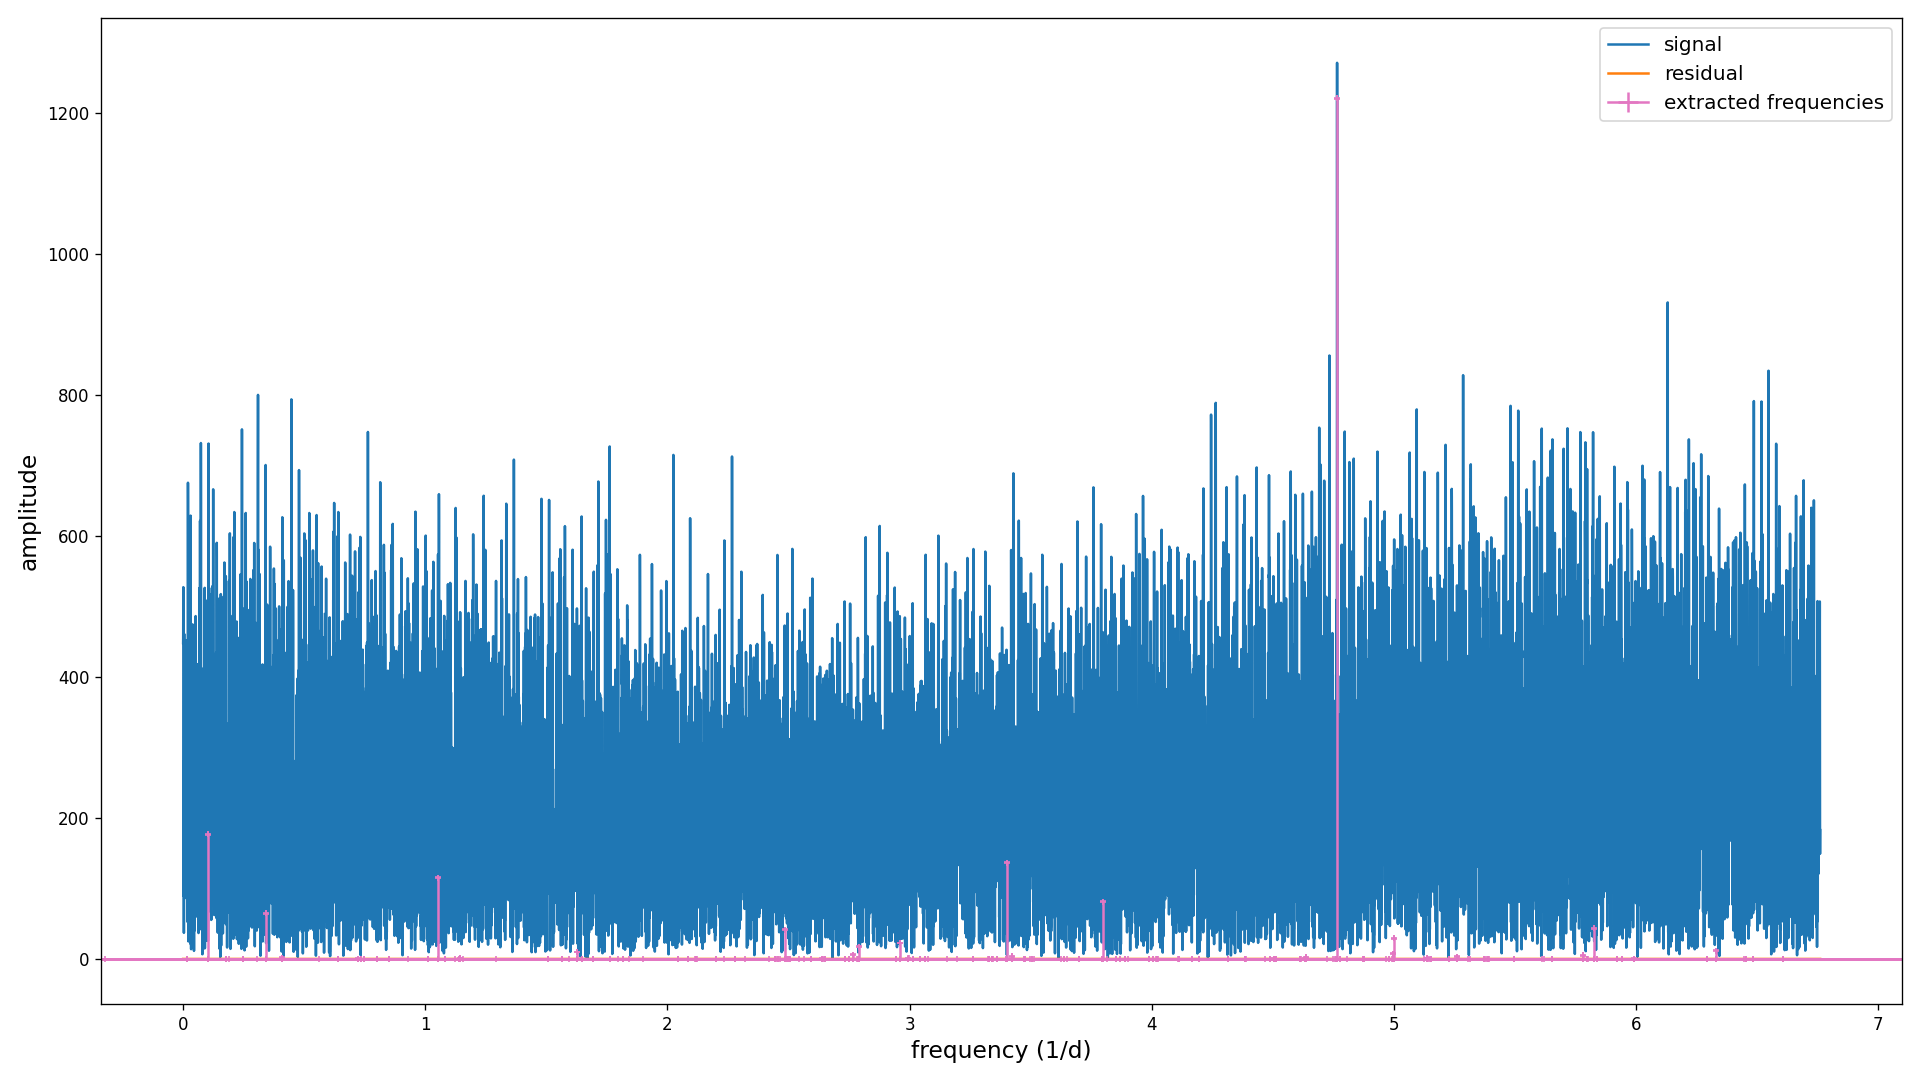 signal
residual
extracted frequencies
amplitude
1200
1000
800
600
400
200
0
0 1 2 3 4 5 6 7
frequency (1/d)